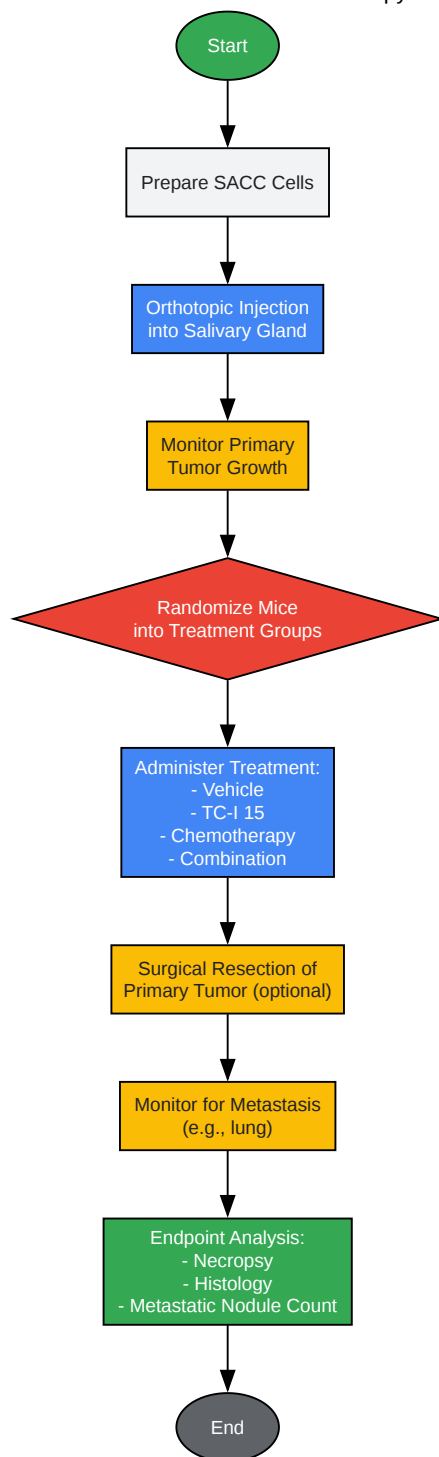 Start
Prepare SACC Cells
Orthotopic Injection
into Salivary Gland
Monitor Primary
Tumor Growth
Randomize Mice
into Treatment Groups
Administer Treatment:
- Vehicle
- TC-I 15
- Chemotherapy
- Combination
Surgical Resection of
Primary Tumor (optional)
Monitor for Metastasis
(e.g., lung)
Endpoint Analysis:
- Necropsy
- Histology
- Metastatic Nodule Count
End